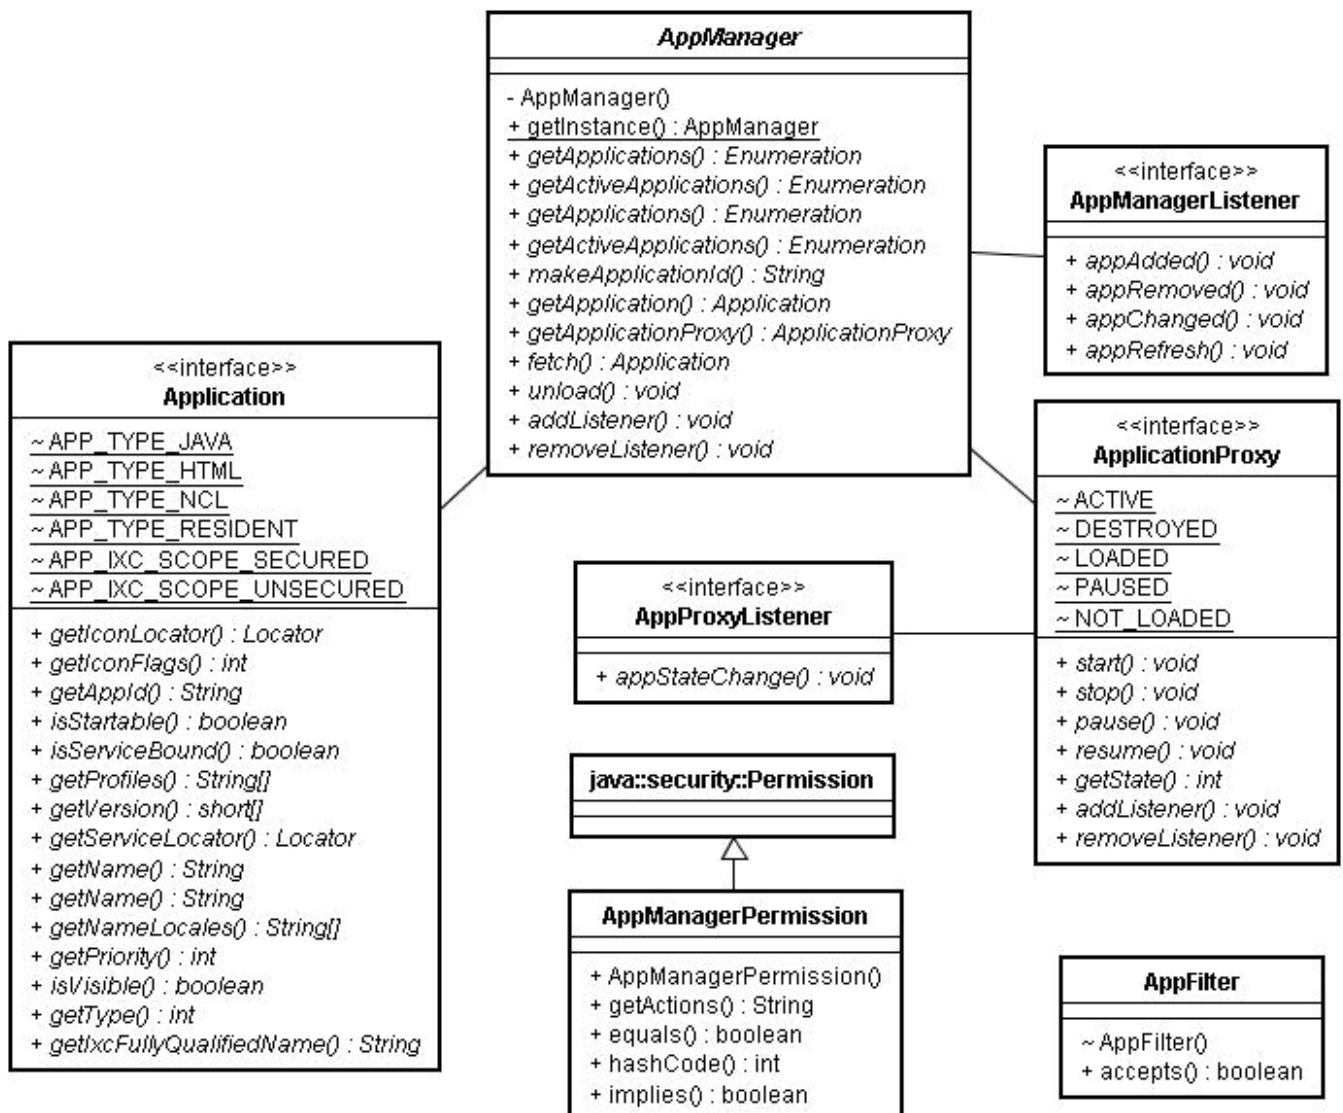 AppManager
- AppManager()
+ getInstance() : AppManager
+ getApplications() : Enumeration
+ getActiveApplications() : Enumeration
+ getApplications() : Enumeration
+ getActiveApplications() : Enumeration
+ makeApplicationId() : String
+ getApplication() : Application
+ getApplicationProxy() : ApplicationProxy
+ fetch() : Application
+ unload() : void
+ addListener() : void
+ removeListener() : void
<<interface>>
AppManagerListener
+ appAdded() : void
+ appRemoved() : void
+ appChanged() : void
+ appRefresh() : void
<<interface>>
Application
~ APP_TYPE_JAVA
~ APP_TYPE_HTML
~ APP_TYPE_NCL
~ APP_TYPE_RESIDENT
~ APP_IXC_SCOPE_SECURED
~ APP_IXC_SCOPE_UNSECURED
+ getIconLocator() : Locator
+ getIconFlags() : int
+ getAppId() : String
+ isStartable() : boolean
+ isServiceBound() : boolean
+ getProfiles() : String[]
+ getVersion() : short[]
+ getServiceLocator() : Locator
+ getName() : String
+ getName() : String
+ getNameLocales() : String[]
+ getPriority() : int
+ isVisible() : boolean
+ getType() : int
+ getIxcFullyQualifiedName() : String
<<interface>>
ApplicationProxy
~ ACTIVE
~ DESTROYED
~ LOADED
~ PAUSED
~ NOT_LOADED
+ start() : void
+ stop() : void
+ pause() : void
+ resume() : void
+ getState() : int
+ addListener() : void
+ removeListener() : void
<<interface>>
AppProxyListener
+ appStateChange() : void
java::security::Permission
AppManagerPermission
+ AppManagerPermission()
+ getActions() : String
+ equals() : boolean
+ hashCode() : int
+ implies() : boolean
AppFilter
~ AppFilter()
+ accepts() : boolean